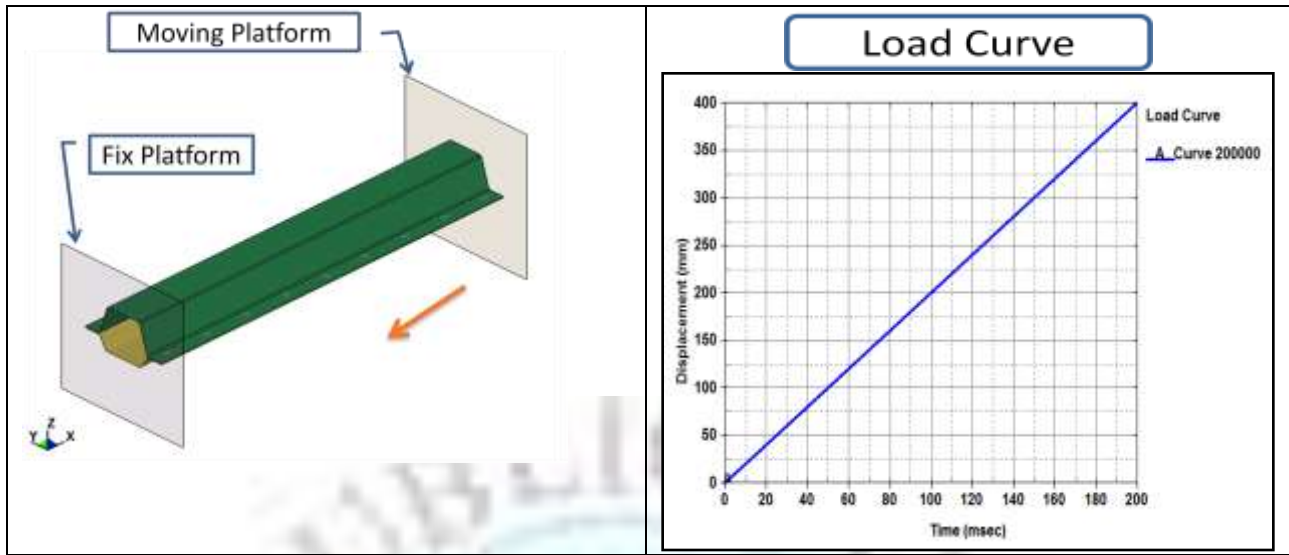 Moving Platform
Fix Platform
Z
Y X
Load Curve
400
350
300
250
200
150
100
50
0
Displacement (mm)
0 20 40 60 80 100 120 140 160 180 200
Time (msec)
Load Curve
A Curve 200000